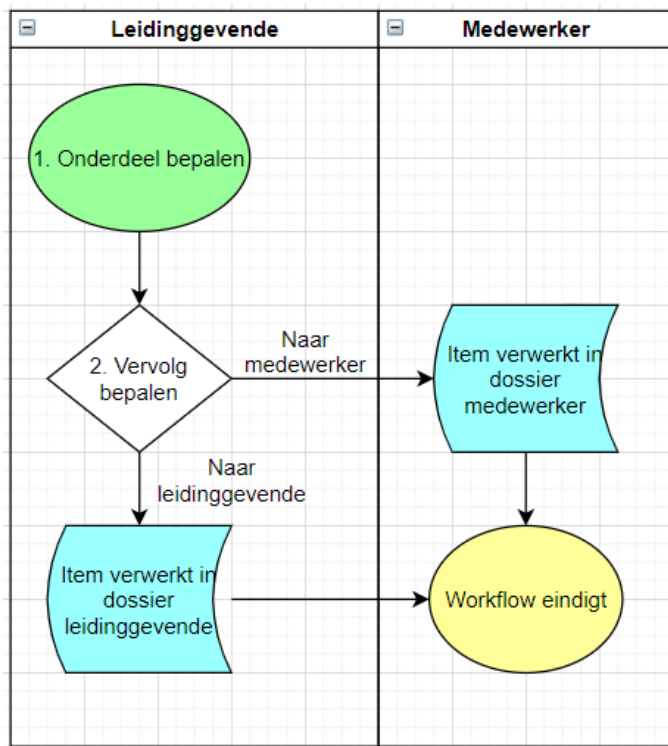 Leidinggevende
Medewerker
1. Onderdeel bepalen
2. Vervolg
bepalen
Naar
medewerker
Item verwerkt in
dossier
medewerker
Naar
leidinggevende
Item verwerkt in
dossier
leidinggevende
Workflow eindigt